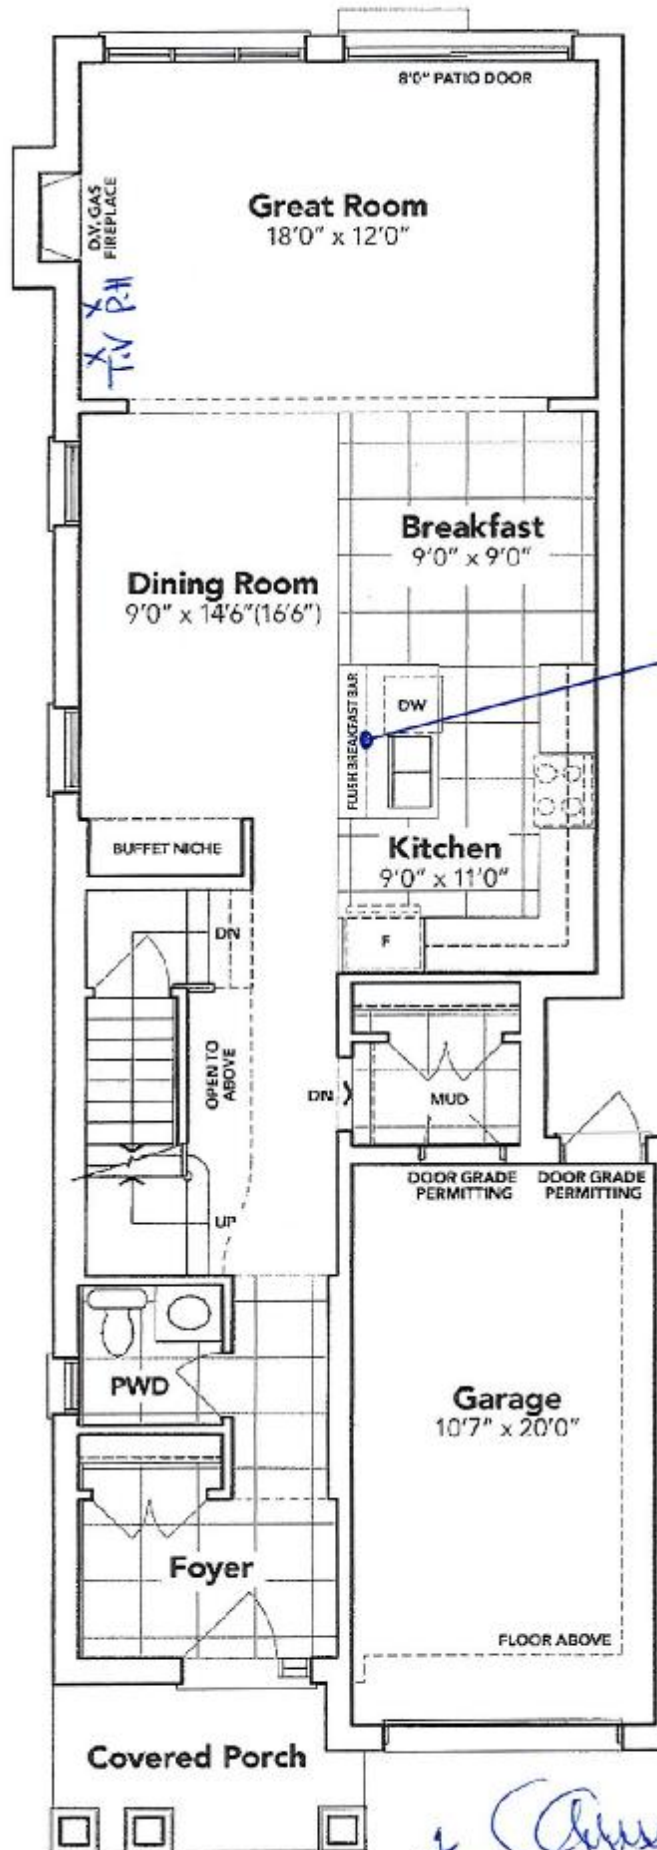 8'0" PATIO DOOR
D.V. GAS
FIREPLACE
Great Room
18'0" x 12'0"
X X
T.V P.H
Breakfast
9'0" x 9'0"
Dining Room
9'0" x 14'6"(16'6")
FLUSH BREAKFAST BAR
DW
BUFFET NICHE
Kitchen
9'0" x 11'0"
DN
F
OPEN TO
ABOVE
DN
MUD
DOOR GRADE
PERMITTING
DOOR GRADE
PERMITTING
UP
PWD
Garage
10'7" x 20'0"
Foyer
FLOOR ABOVE
Covered Porch